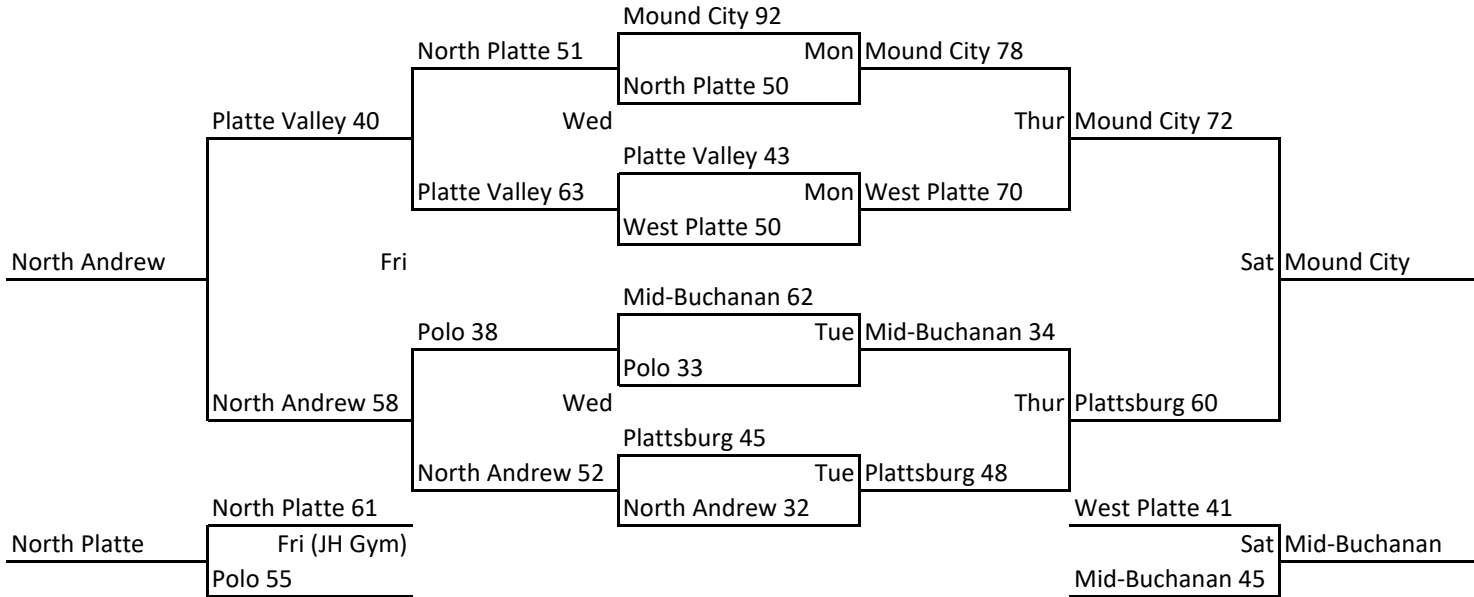 Mound City 92
North Platte 51 Mon Mound City 78
North Platte 50
Platte Valley 40 Wed Thur Mound City 72
Platte Valley 43
Platte Valley 63 Mon West Platte 70
West Platte 50
North Andrew Fri Sat Mound City
Mid-Buchanan 62
Polo 38 Tue Mid-Buchanan 34
Polo 33
North Andrew 58 Wed Thur Plattsburg 60
Plattsburg 45
North Andrew 52 Tue Plattsburg 48
North Platte 61 North Andrew 32 West Platte 41
North Platte Fri (JH Gym) Sat Mid-Buchanan
Polo 55 Mid-Buchanan 45